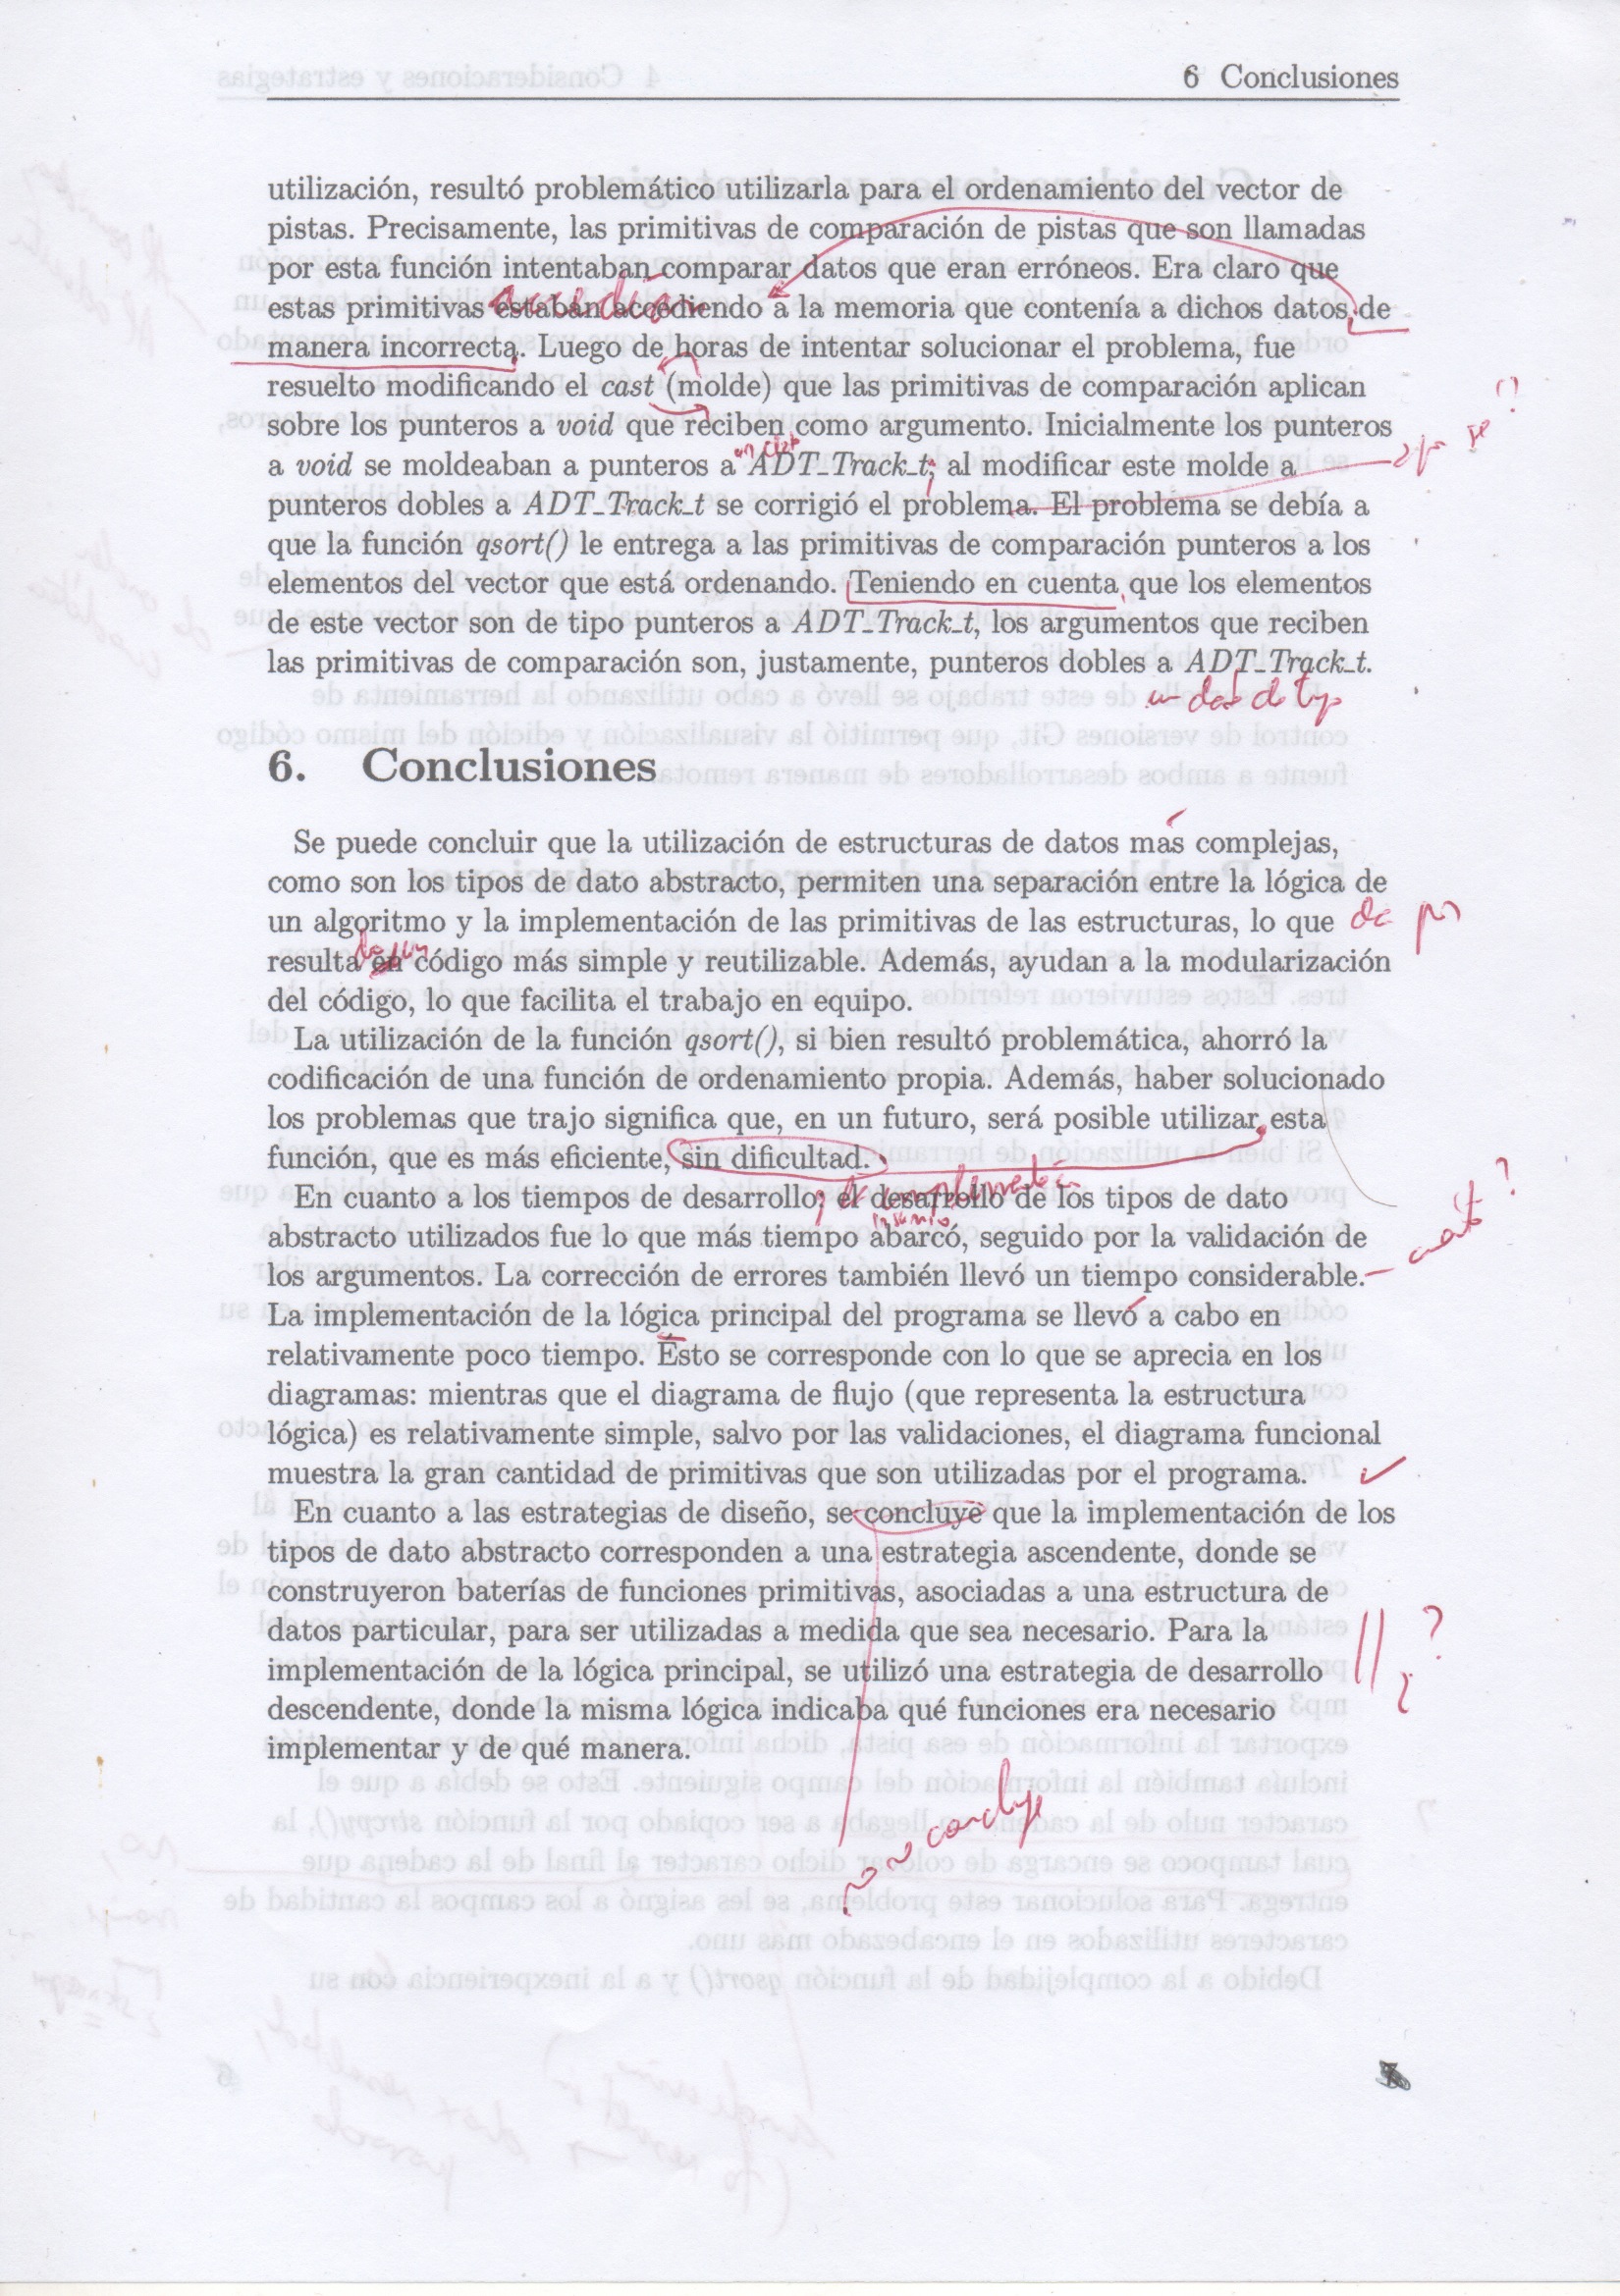 6 Conclusiones
utilización, resultó problemático utilizarla para el ordenamiento del vector de
pistas. Precisamente, las primitivas de comparación de pistas que son llamadas
por esta función intentaban comparar datos que eran erróneos. Era claro que
accedían
estas primitivas estaban accediendo a la memoria que contenía a dichos datos de
manera incorrecta. Luego de horas de intentar solucionar el problema, fue
resuelto modificando el cast (molde) que las primitivas de comparación aplican
sobre los punteros a void que reciben como argumento. Inicialmente los punteros
a void se moldeaban a punteros a ADT_Track_t; al modificar este molde a
punteros dobles a ADT_Track_t se corrigió el problema. El problema se debía a
que la función qsort() le entrega a las primitivas de comparación punteros a los
elementos del vector que está ordenando. Teniendo en cuenta que los elementos
de este vector son de tipo punteros a ADT_Track_t, los argumentos que reciben
las primitivas de comparación son, justamente, punteros dobles a ADT_Track_t.
6. Conclusiones
Se puede concluir que la utilización de estructuras de datos más complejas,
como son los tipos de dato abstracto, permiten una separación entre la lógica de
un algoritmo y la implementación de las primitivas de las estructuras, lo que
resulta en código más simple y reutilizable. Además, ayudan a la modularización
del código, lo que facilita el trabajo en equipo.
La utilización de la función qsort(), si bien resultó problemática, ahorró la
codificación de una función de ordenamiento propia. Además, haber solucionado
los problemas que trajo significa que, en un futuro, será posible utilizar esta
función, que es más eficiente, sin dificultad.
la implementación
En cuanto a los tiempos de desarrollo, el desarrollo de los tipos de dato
insumió
abstracto utilizados fue lo que más tiempo abarcó, seguido por la validación de
los argumentos. La corrección de errores también llevó un tiempo considerable.
cuánto?
La implementación de la lógica principal del programa se llevó a cabo en
relativamente poco tiempo. Esto se corresponde con lo que se aprecia en los
diagramas: mientras que el diagrama de flujo (que representa la estructura
lógica) es relativamente simple, salvo por las validaciones, el diagrama funcional
muestra la gran cantidad de primitivas que son utilizadas por el programa.
En cuanto a las estrategias de diseño, se concluye que la implementación de los
tipos de dato abstracto corresponden a una estrategia ascendente, donde se
construyeron baterías de funciones primitivas, asociadas a una estructura de
datos particular, para ser utilizadas a medida que sea necesario. Para la
implementación de la lógica principal, se utilizó una estrategia de desarrollo
descendente, donde la misma lógica indicaba qué funciones era necesario
implementar y de qué manera.
no se concluye